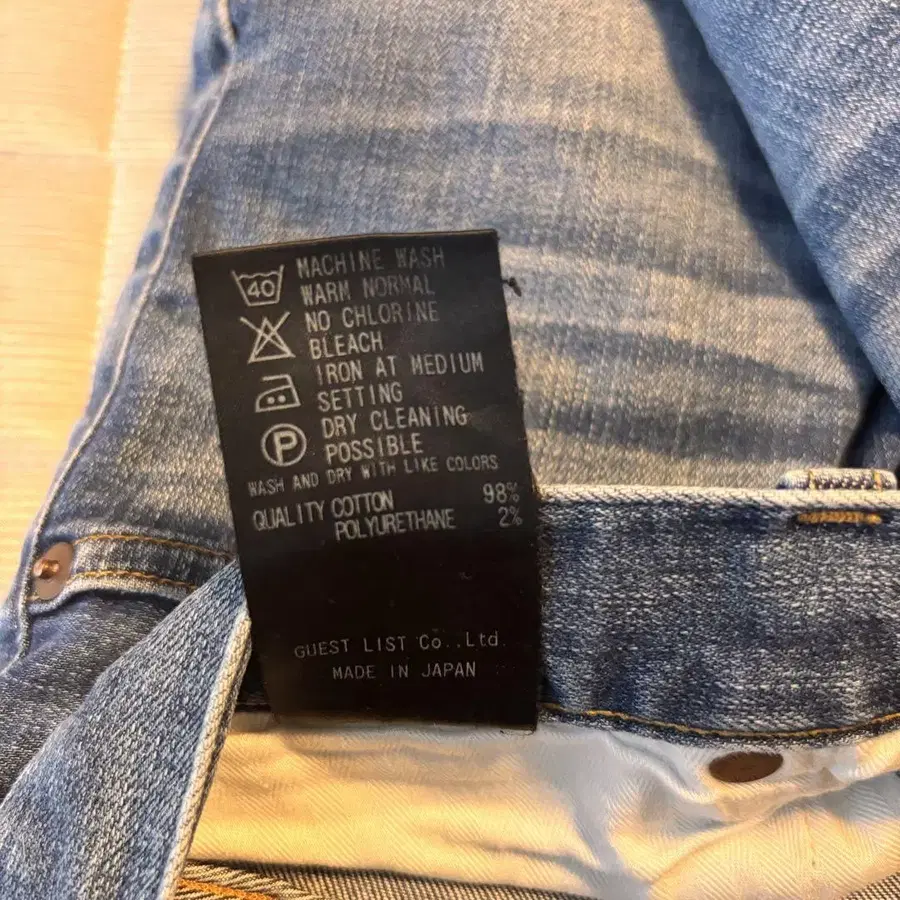 40 MACHINE WASH
WARM NORMAL
NO CHLORINE
BLEACH
IRON AT MEDIUM
SETTING
P DRY CLEANING
POSSIBLE
WASH AND DRY WITH LIKE COLORS
QUALITY COTTON 98%
POLYURETHANE 2%
GUEST LIST Co..Ltd.
MADE IN JAPAN